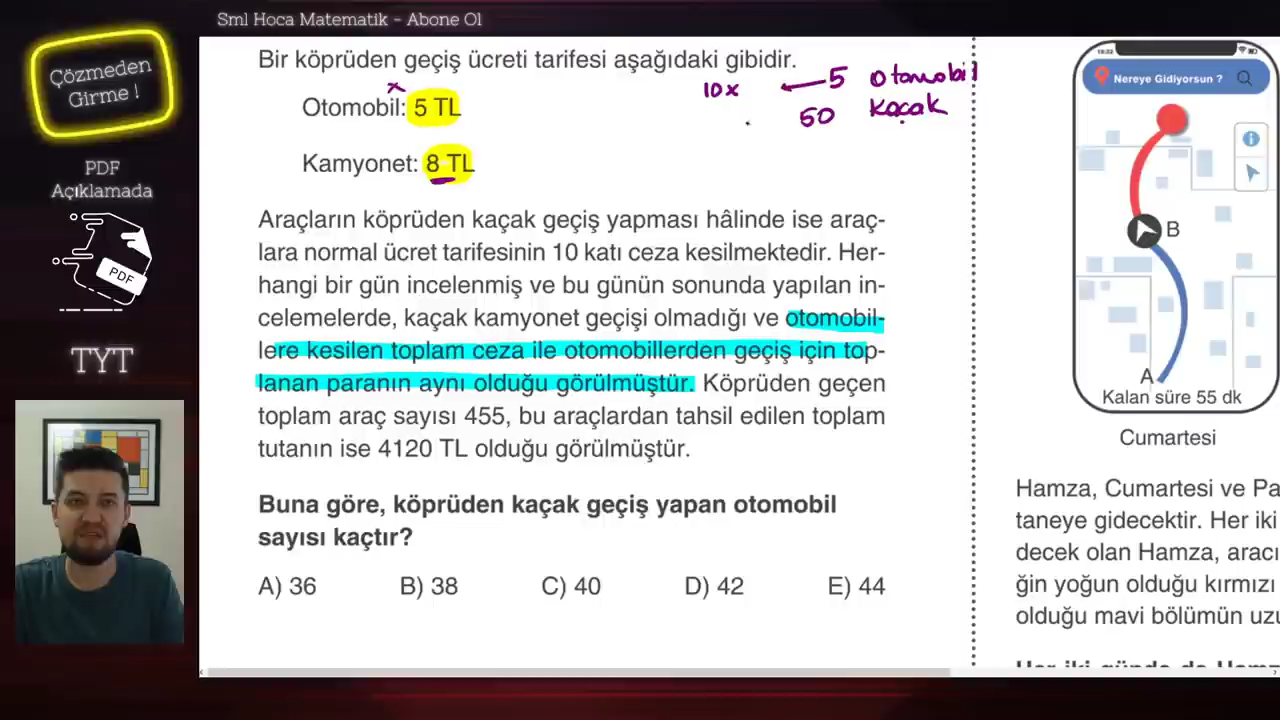 Sml Hoca Matematik - Abone Ol
Çözmeden
Girme !
PDF
Açıklamada
PDF
TYT
Bir köprüden geçiş ücreti tarifesi aşağıdaki gibidir.
x
Otomobil: 5 TL
Kamyonet: 8 TL
10x
5 Otomobil
50 Kaçak
Araçların köprüden kaçak geçiş yapması hâlinde ise araç-
lara normal ücret tarifesinin 10 katı ceza kesilmektedir. Her-
hangi bir gün incelenmiş ve bu günün sonunda yapılan in-
celemelerde, kaçak kamyonet geçişi olmadığı ve otomobil-
lere kesilen toplam ceza ile otomobillerden geçiş için top-
lanan paranın aynı olduğu görülmüştür. Köprüden geçen
toplam araç sayısı 455, bu araçlardan tahsil edilen toplam
tutanın ise 4120 TL olduğu görülmüştür.
Buna göre, köprüden kaçak geçiş yapan otomobil
sayısı kaçtır?
A) 36 B) 38 C) 40 D) 42 E) 44
Nereye Gidiyorsun ?
B
A
Kalan süre 55 dk
Cumartesi
Hamza, Cumartesi ve Pa
taneye gidecektir. Her iki
decek olan Hamza, aracı
ğin yoğun olduğu kırmızı
olduğu mavi bölümün uzu